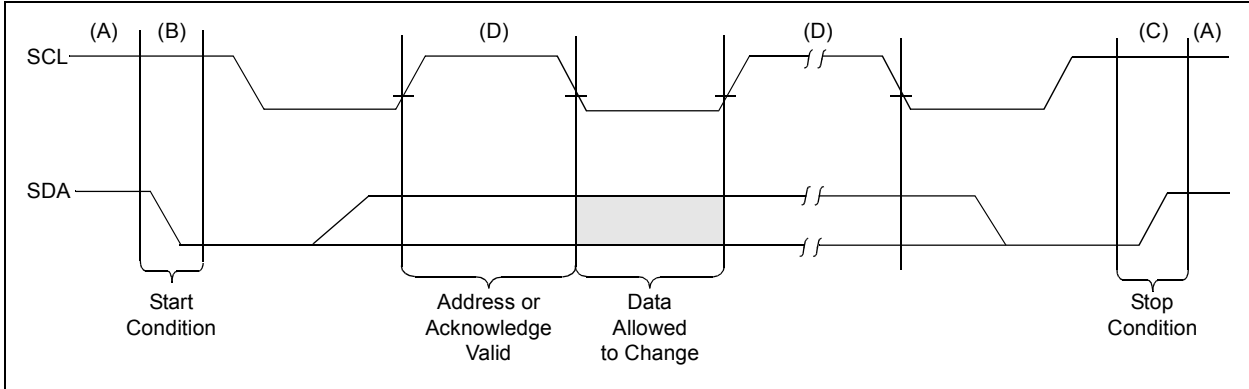 (A) (B) (D) (D) (C) (A)
SCL
SDA
Start
Condition
Address or
Acknowledge
Valid
Data
Allowed
to Change
Stop
Condition